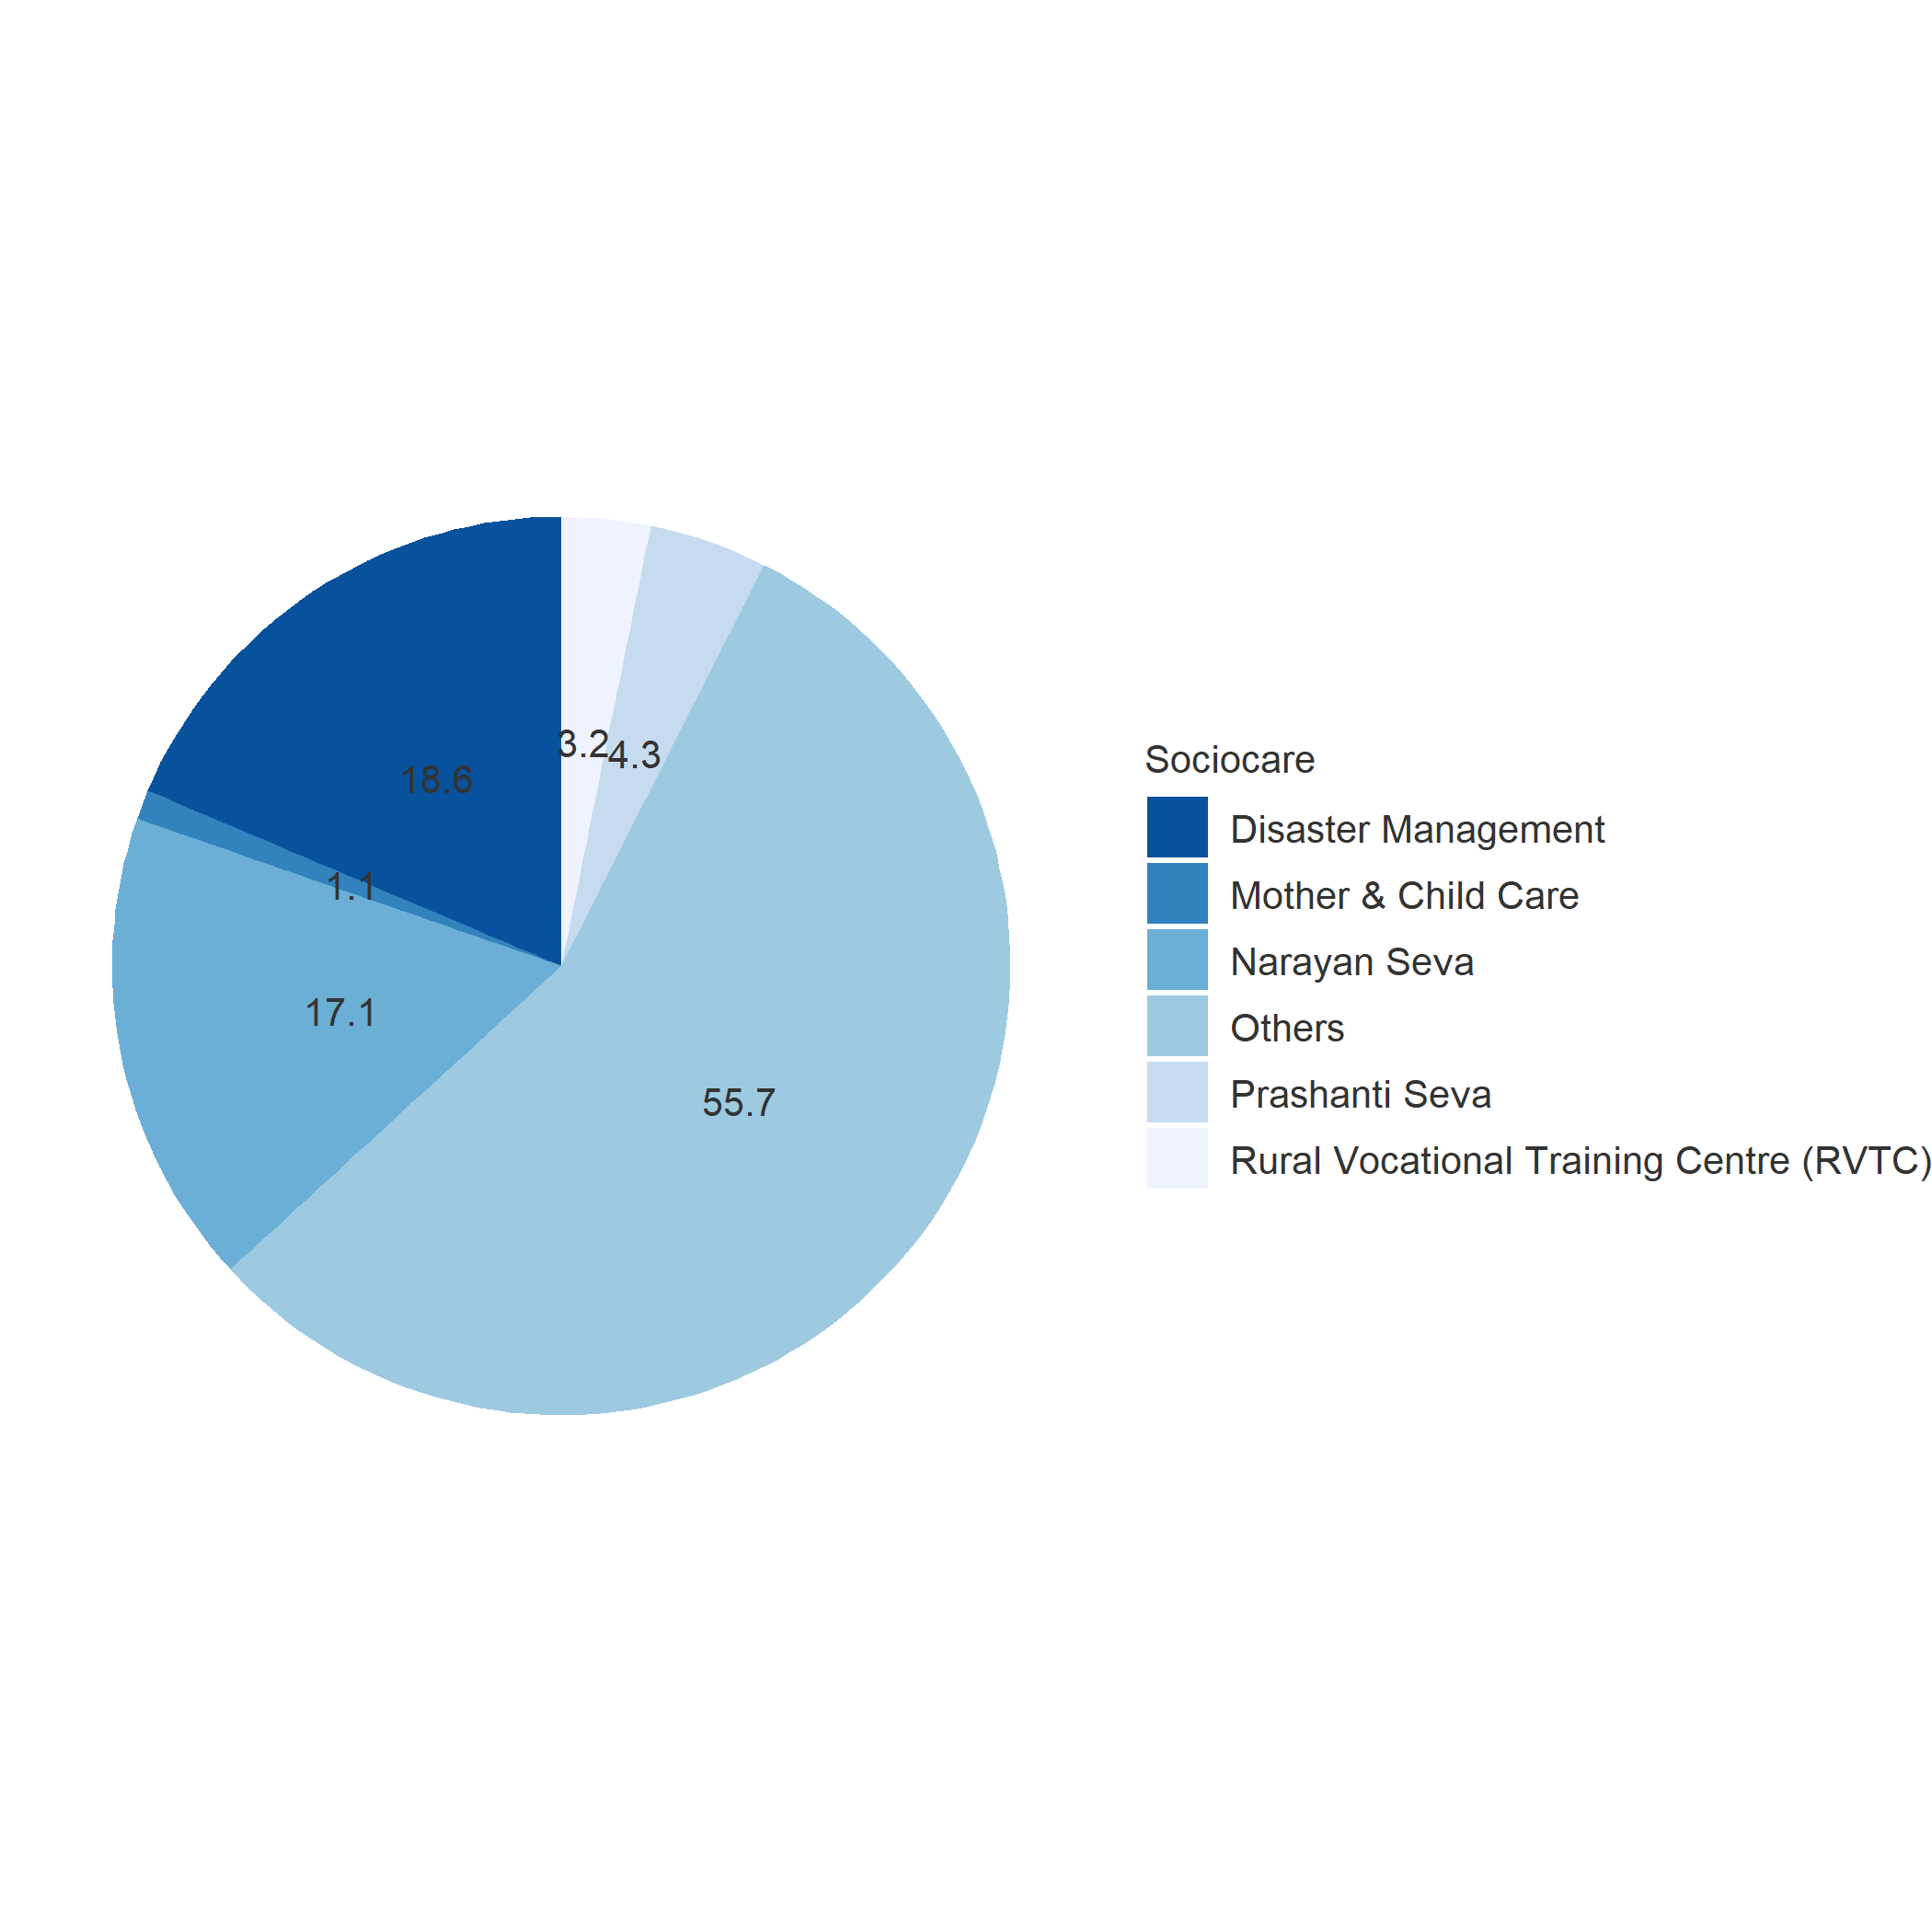 3.2
4.3
18.6
1.1
17.1
55.7
Sociocare
Disaster Management
Mother & Child Care
Narayan Seva
Others
Prashanti Seva
Rural Vocational Training Centre (RVTC)